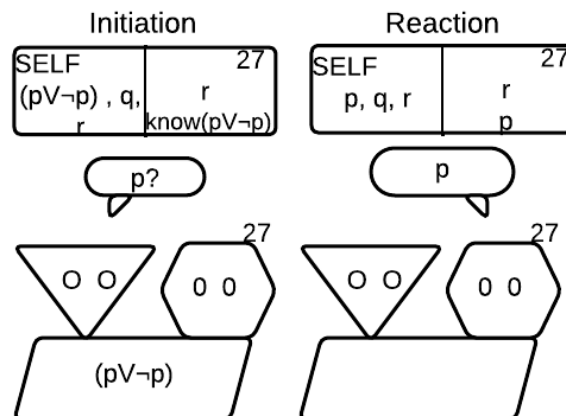 Initiation
SELF
27
(pV¬p) , q,
r
r
know(pV¬p)
p?
27
O O
0 0
(pV¬p)
Reaction
SELF
27
p, q, r
r
p
p
27
O O
0 0